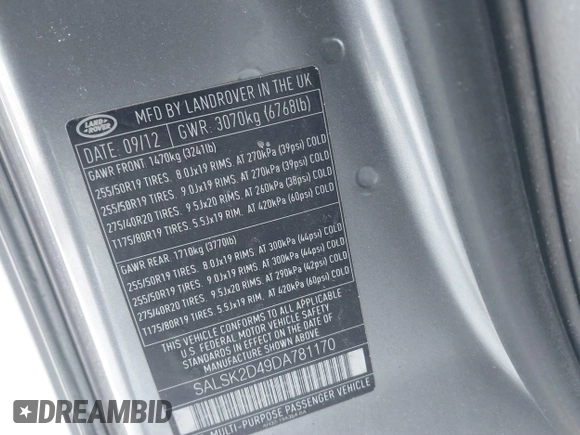 LAND
ROVER
MFD BY LANDROVER IN THE UK
DATE: 09/12 GWR: 3070kg (6768lb)
GAWR FRONT 1470kg (3241lb)
255/50R19 TIRES. 8.0Jx19 RIMS. AT 270kPa (39psi) COLD
255/50R19 TIRES. 9.0Jx19 RIMS. AT 270kPa (39psi) COLD
275/40R20 TIRES. 9.5Jx20 RIMS. AT 260kPa (38psi) COLD
T175/80R19 TIRES. 5.5Jx19 RIM. AT 420kPa (60psi) COLD
GAWR REAR. 1710kg (3770lb)
255/50R19 TIRES. 8.0Jx19 RIMS. AT 300kPa (44psi) COLD
255/50R19 TIRES. 9.0Jx19 RIMS. AT 300kPa (44psi) COLD
275/40R20 TIRES. 9.5Jx20 RIMS. AT 290kPa (42psi) COLD
T175/80R19 TIRES. 5.5Jx19 RIM. AT 420kPa (60psi) COLD
THIS VEHICLE CONFORMS TO ALL APPLICABLE
U.S. FEDERAL MOTOR VEHICLE SAFETY
STANDARDS IN EFFECT ON THE DATE OF
MANUFACTURE SHOWN ABOVE
SALSK2D49DA781170
MULTI-PURPOSE PASSENGER VEHICLE
DREAMBID